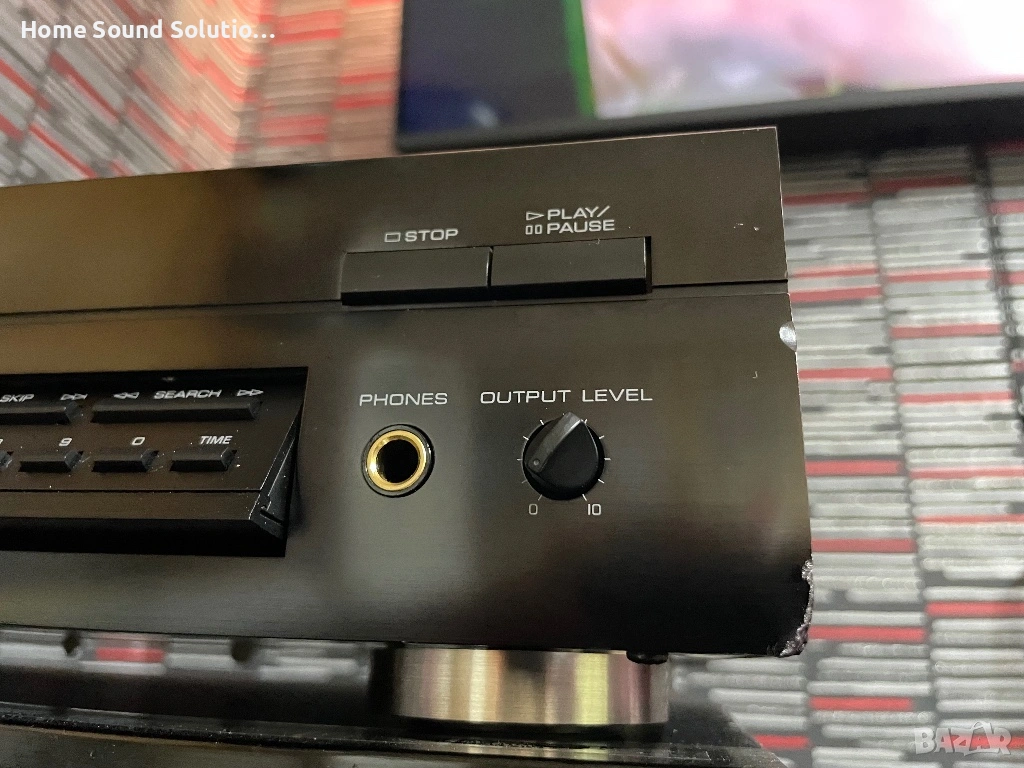 Home Sound Solutio...
STOP
PLAY/
PAUSE
SKIP
SEARCH
PHONES
OUTPUT LEVEL
9
0
TIME
0
10
BAZAR